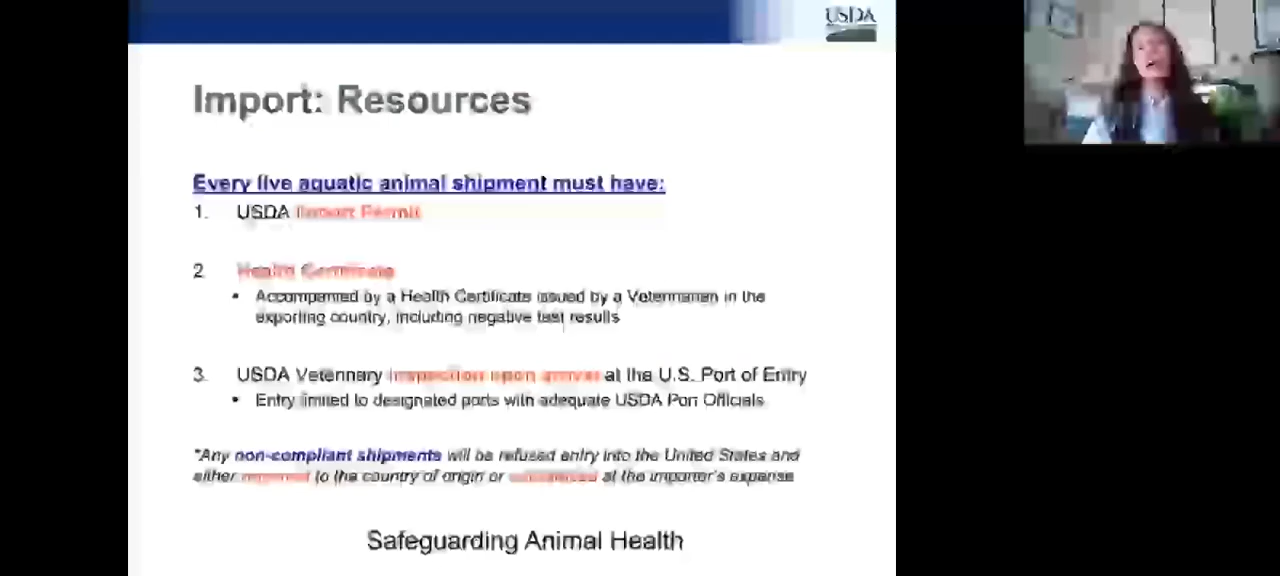 USDA
Import: Resources
Every live aquatic animal shipment must have:
1. USDA Import Permit
2. Health Certificate
• Accompanied by a Health Certificate issued by a Veterinarian in the
exporting country, including negative test results
3. USDA Veterinary inspection upon arrival at the U.S. Port of Entry
• Entry limited to designated ports with adequate USDA Port Officials
*Any non-compliant shipments will be refused entry into the United States and
either returned to the country of origin or at the importer's expense
Safeguarding Animal Health